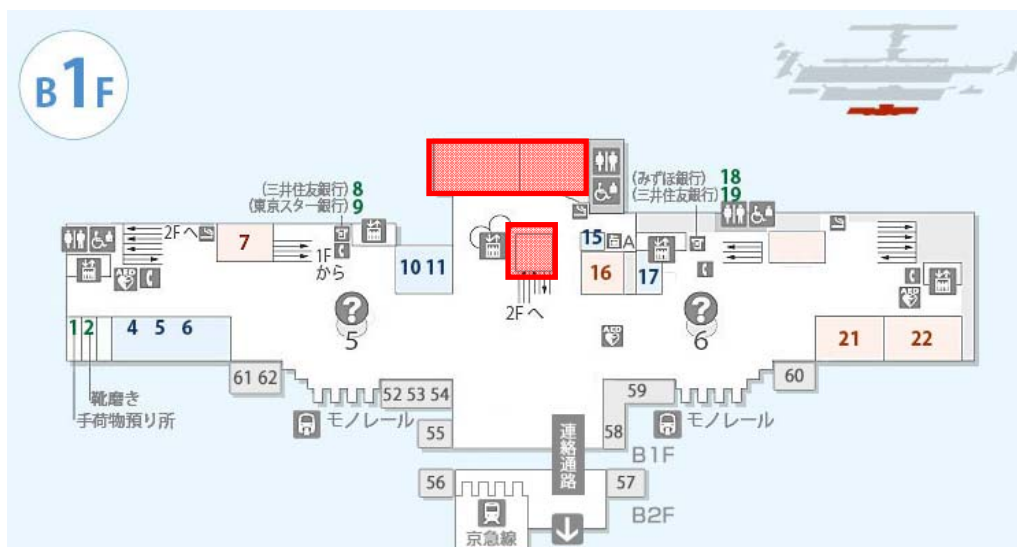 B1F
(三井住友銀行) 8
(東京スター銀行) 9
(みずほ銀行) 18
(三井住友銀行) 19
2Fへ
7
1F
から
10 11
15
A
16
17
AED
2Fへ
AED
AED
5
6
1 2 4 5 6
21 22
靴磨き
手荷物預り所
61 62
52 53 54
55
モノレール
59
58
60
モノレール
連絡通路
B1F
56
57
B2F
京急線